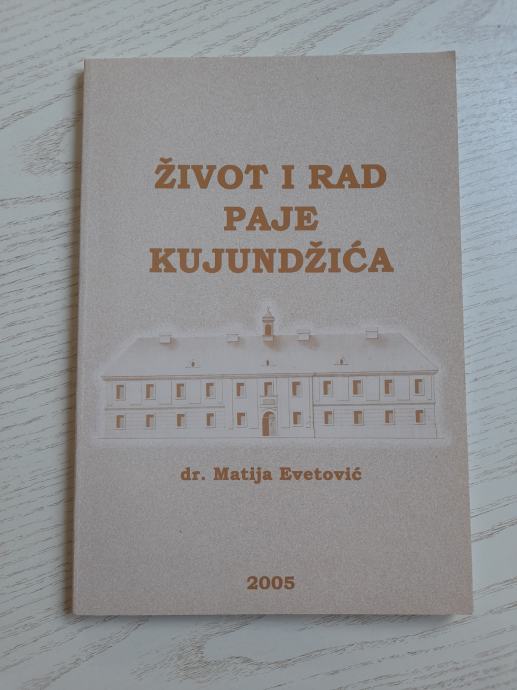 ŽIVOT I RAD
PAJE
KUJUNDŽIĆA
dr. Matija Evetović
2005